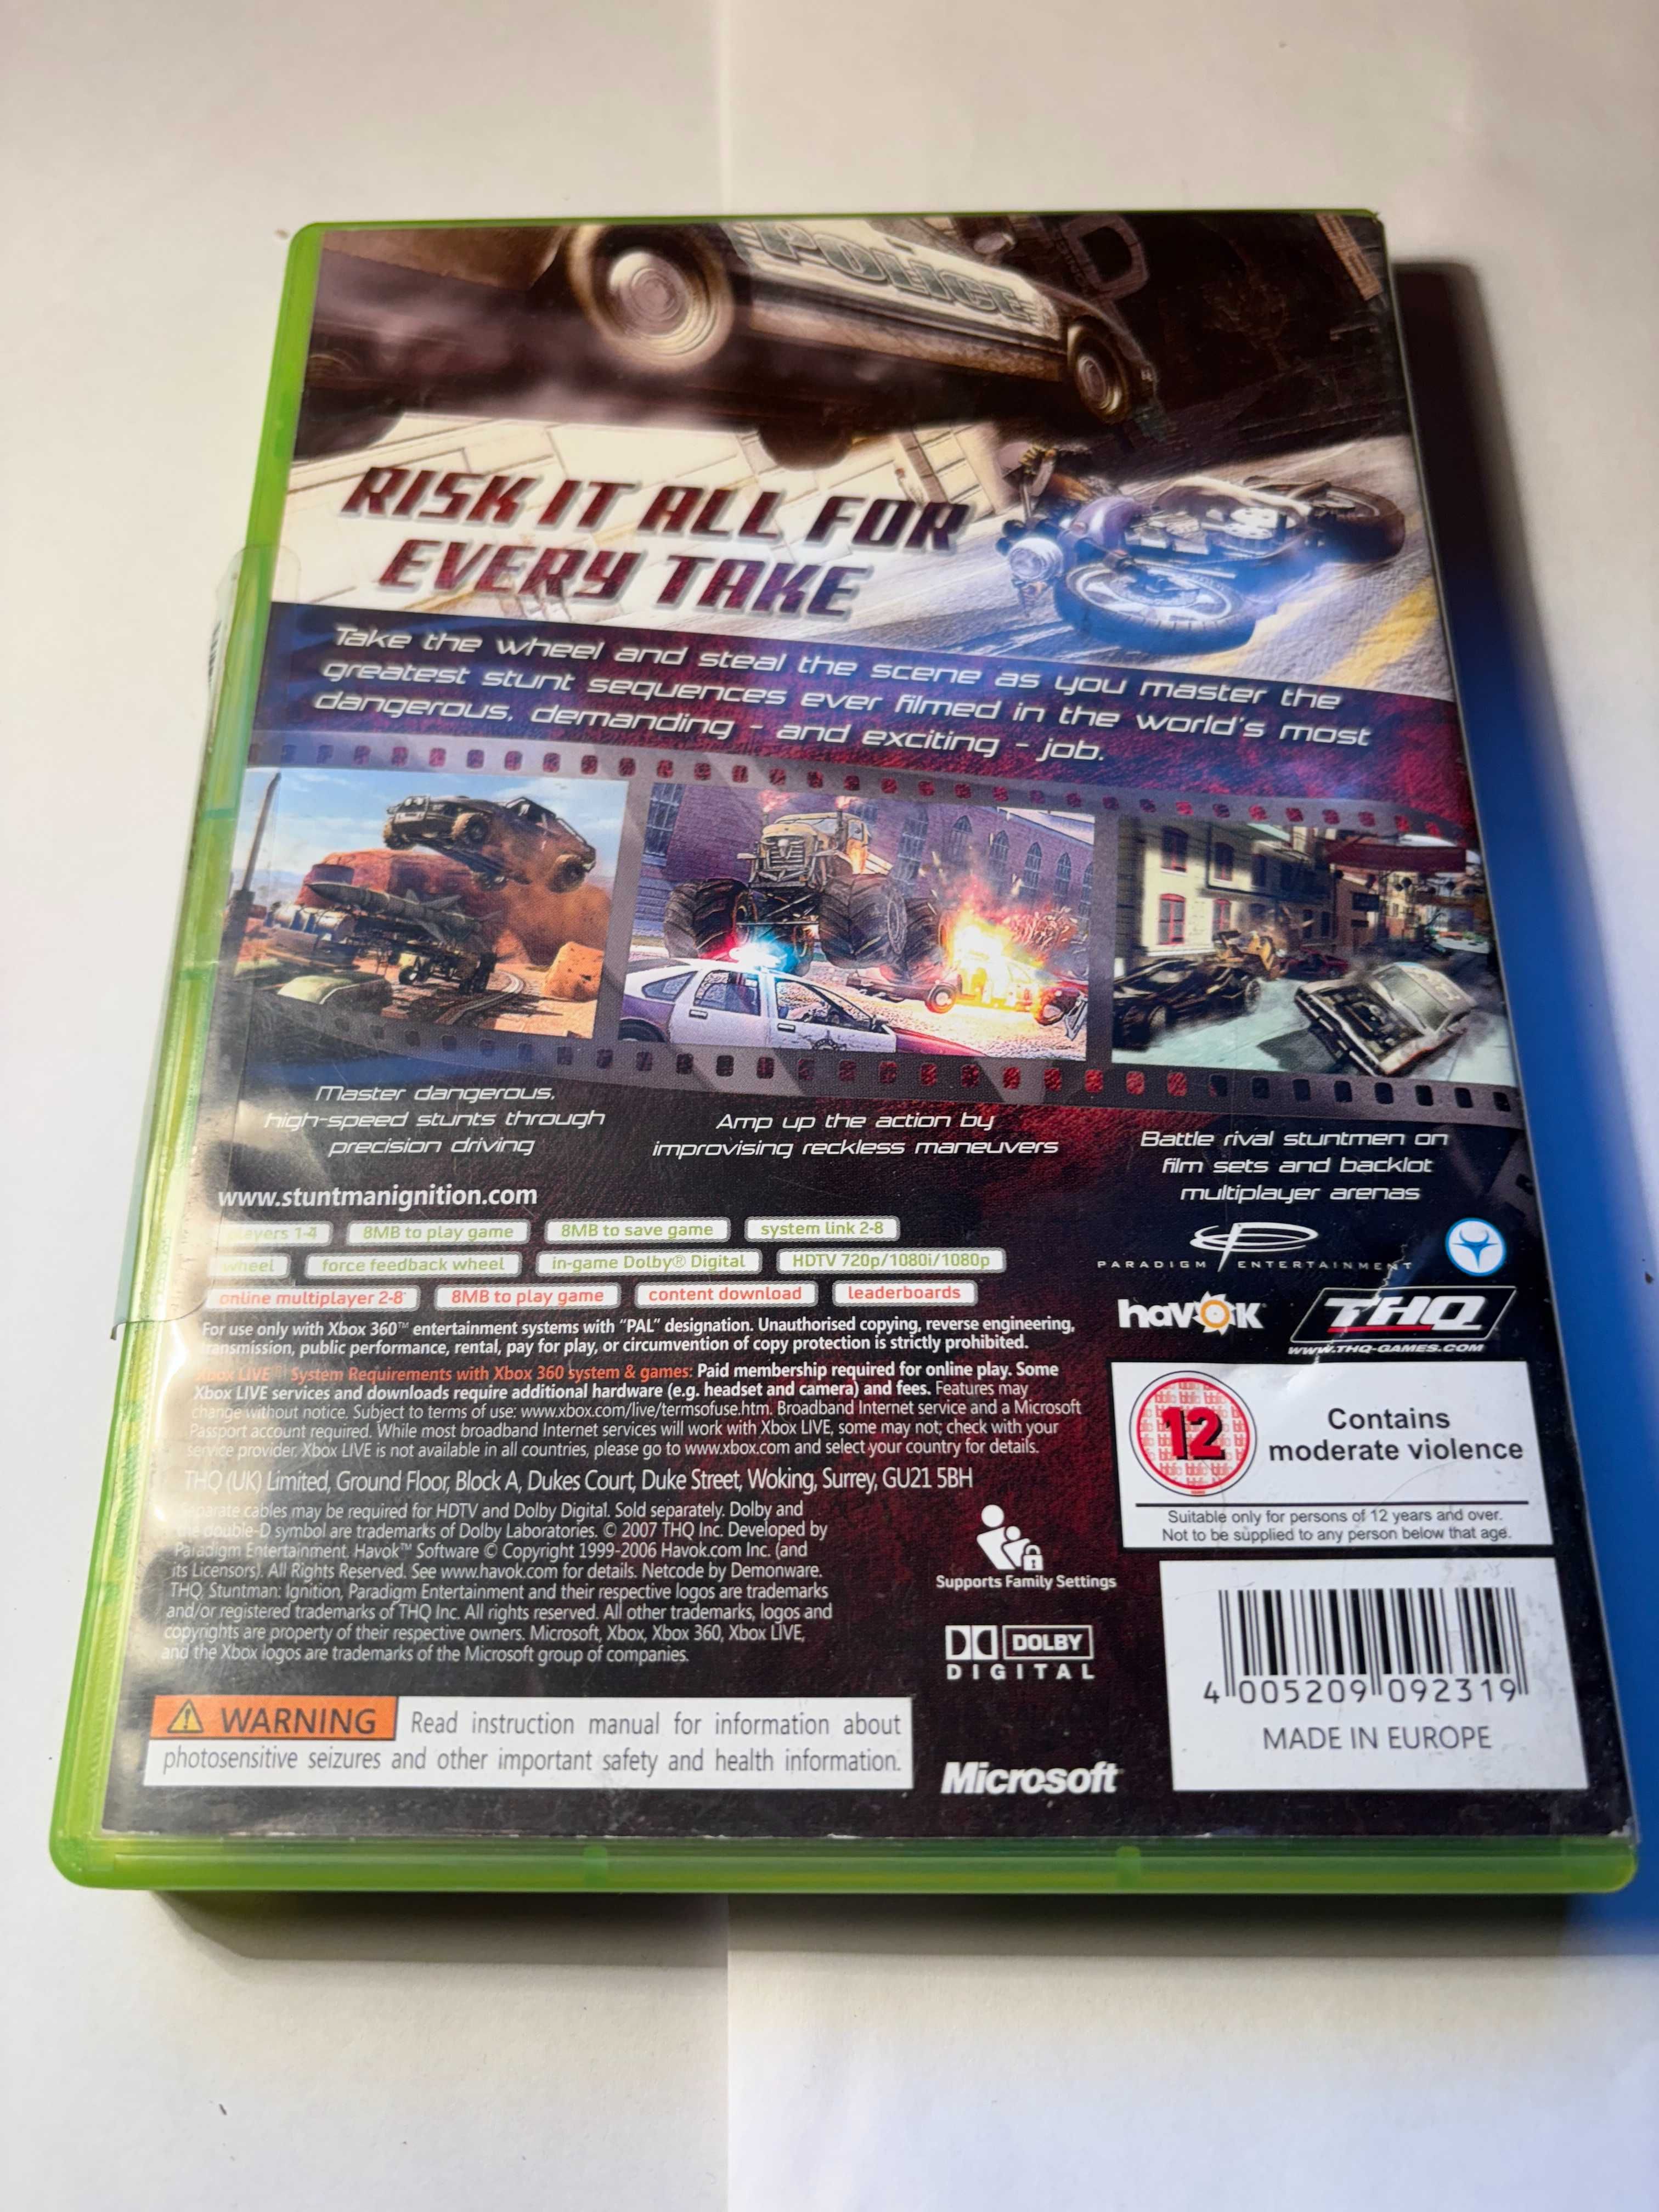 POLICE
RISK IT ALL FOR
EVERY TAKE
Take the wheel and steal the scene as you master the
greatest stunt sequences ever filmed in the world's most
dangerous, demanding - and exciting - job.
Master dangerous,
high-speed stunts through
precision driving
Amp up the action by
improvising reckless maneuvers
Battle rival stuntmen on
film sets and backlot
multiplayer arenas
www.stuntmanignition.com
1-4 8MB to play game 8MB to save game system link 2-8
wheel force feedback wheel in-game Dolby® Digital HDTV 720p/1080i/1080p
online multiplayer 2-8 8MB to play game content download leaderboards
PARADIGM ENTERTAINMENT
havok
THQ
WWW.THQ-GAMES.COM
For use only with Xbox 360™ entertainment systems with "PAL" designation. Unauthorised copying, reverse engineering,
transmission, public performance, rental, pay for play, or circumvention of copy protection is strictly prohibited.
Xbox LIVE® System Requirements with Xbox 360 system & games: Paid membership required for online play. Some
Xbox LIVE services and downloads require additional hardware (e.g. headset and camera) and fees. Features may
change without notice. Subject to terms of use: www.xbox.com/live/termsofuse.htm. Broadband Internet service and a Microsoft
Passport account required. While most broadband Internet services will work with Xbox LIVE, some may not; check with your
service provider. Xbox LIVE is not available in all countries, please go to www.xbox.com and select your country for details.
THQ (UK) Limited, Ground Floor, Block A, Dukes Court, Duke Street, Woking, Surrey, GU21 5BH
Separate cables may be required for HDTV and Dolby Digital. Sold separately. Dolby and
the double-D symbol are trademarks of Dolby Laboratories. © 2007 THQ Inc. Developed by
Paradigm Entertainment. Havok™ Software © Copyright 1999-2006 Havok.com Inc. (and
its Licensors). All Rights Reserved. See www.havok.com for details. Netcode by Demonware.
THQ, Stuntman: Ignition, Paradigm Entertainment and their respective logos are trademarks
and/or registered trademarks of THQ Inc. All rights reserved. All other trademarks, logos and
copyrights are property of their respective owners. Microsoft, Xbox, Xbox 360, Xbox LIVE,
and the Xbox logos are trademarks of the Microsoft group of companies.
12
Contains
moderate violence
Suitable only for persons of 12 years and over.
Not to be supplied to any person below that age.
Supports Family Settings
DOLBY
DIGITAL
4 005209 092319
MADE IN EUROPE
WARNING Read instruction manual for information about
photosensitive seizures and other important safety and health information.
Microsoft